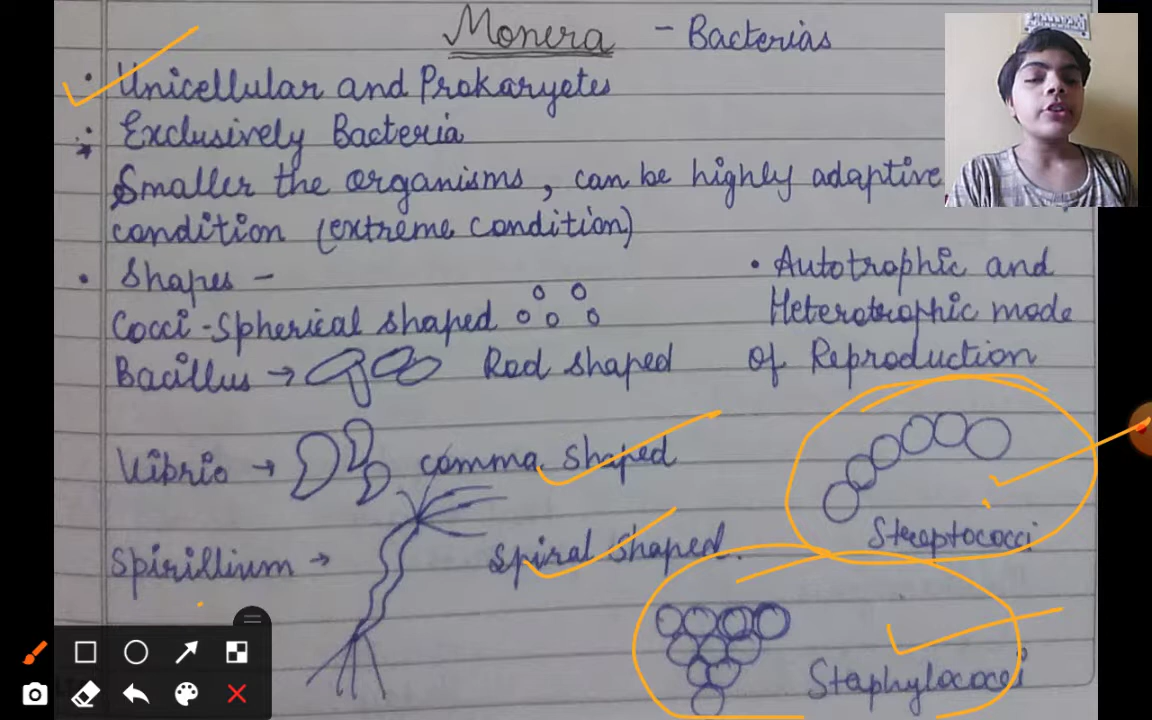 Monera - Bacterias
• Unicellular and Prokaryetes
• Exclusively Bacteria
Smaller the organisms, can be highly adaptive
condition (extreme condition)
• Shapes -
Cocci - Spherical shaped
Bacillus → Rod shaped
Vibrio → comma shaped
Spirillium → Spiral shaped.
• Autotrophic and
Heterotrophic mode
of Reproduction
Streptococci
Staphylococci